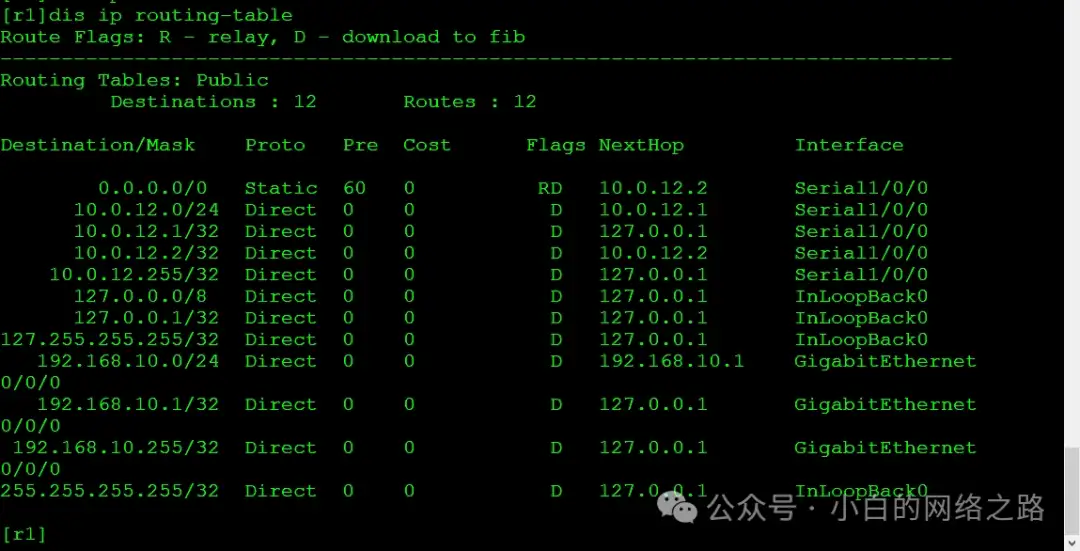 [r1]dis ip routing-table
Route Flags: R - relay, D - download to fib
------------------------------------------------------------------------------
Routing Tables: Public
         Destinations : 12       Routes : 12
Destination/Mask    Proto   Pre  Cost      Flags NextHop         Interface
        0.0.0.0/0   Static  60   0          RD   10.0.12.2       Serial1/0/0
      10.0.12.0/24  Direct  0    0           D   10.0.12.1       Serial1/0/0
      10.0.12.1/32  Direct  0    0           D   127.0.0.1       Serial1/0/0
      10.0.12.2/32  Direct  0    0           D   10.0.12.2       Serial1/0/0
    10.0.12.255/32  Direct  0    0           D   127.0.0.1       Serial1/0/0
      127.0.0.0/8   Direct  0    0           D   127.0.0.1       InLoopBack0
      127.0.0.1/32  Direct  0    0           D   127.0.0.1       InLoopBack0
127.255.255.255/32  Direct  0    0           D   127.0.0.1       InLoopBack0
   192.168.10.0/24  Direct  0    0           D   192.168.10.1    GigabitEthernet
0/0/0
   192.168.10.1/32  Direct  0    0           D   127.0.0.1       GigabitEthernet
0/0/0
 192.168.10.255/32  Direct  0    0           D   127.0.0.1       GigabitEthernet
0/0/0
255.255.255.255/32  Direct  0    0           D   127.0.0.1       InLoopBack0
公众号 · 小白的网络之路
[r1]